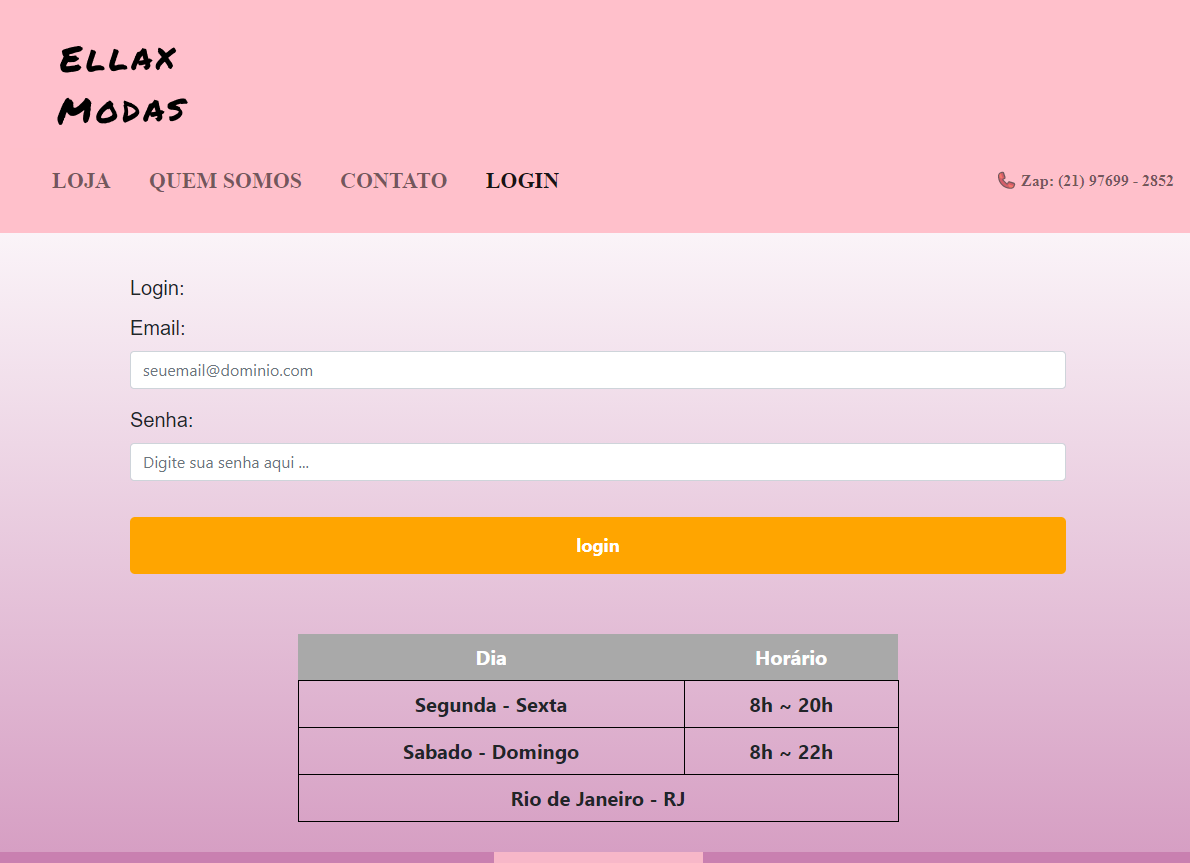 Ellax
Modas
LOJA QUEM SOMOS CONTATO LOGIN Zap: (21) 97699 - 2852
Login:
Email:
seuemail@dominio.com
Senha:
Digite sua senha aqui ...
login
Dia Horário
Segunda - Sexta 8h ~ 20h
Sabado - Domingo 8h ~ 22h
Rio de Janeiro - RJ